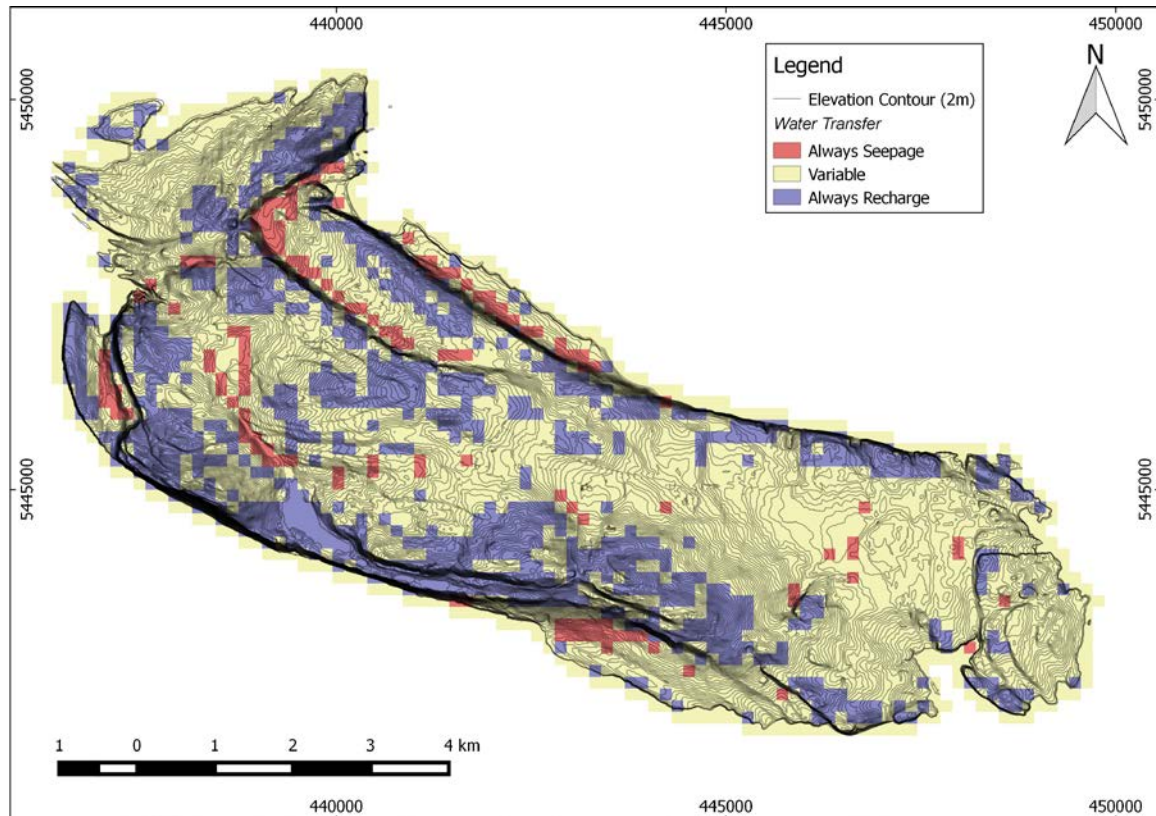 440000 445000 450000
5450000 5450000
Legend
Elevation Contour (2m)
Water Transfer
Always Seepage
Variable
Always Recharge
N
5445000 5445000
1 0 1 2 3 4 km
440000 445000 450000